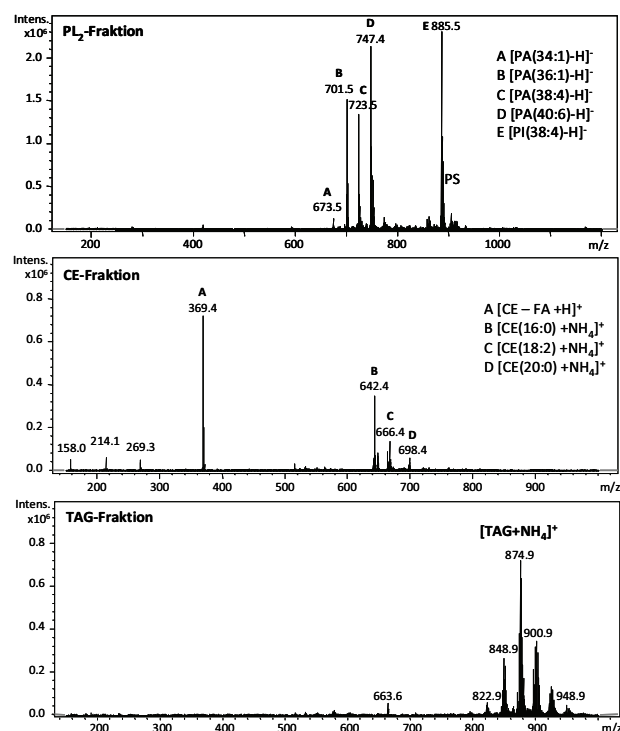 Intens.
x10⁶
PL₂-Fraktion
D
747.4
E 885.5
B
701.5
C
723.5
A
673.5
PS
A [PA(34:1)-H]⁻
B [PA(36:1)-H]⁻
C [PA(38:4)-H]⁻
D [PA(40:6)-H]⁻
E [PI(38:4)-H]⁻
2.0
1.5
1.0
0.5
0.0
200 400 600 800 1000 m/z
Intens.
x10⁶
CE-Fraktion
A
369.4
A [CE – FA +H]⁺
B [CE(16:0) +NH₄]⁺
C [CE(18:2) +NH₄]⁺
D [CE(20:0) +NH₄]⁺
B
642.4
C
666.4
D
698.4
158.0 214.1 269.3
0.8
0.6
0.4
0.2
0.0
200 300 400 500 600 700 800 900 m/z
Intens.
x10⁶
TAG-Fraktion
[TAG+NH₄]⁺
874.9
900.9
848.9
822.9
948.9
663.6
0.8
0.6
0.4
0.2
0.0
200 300 400 500 600 700 800 900 m/z